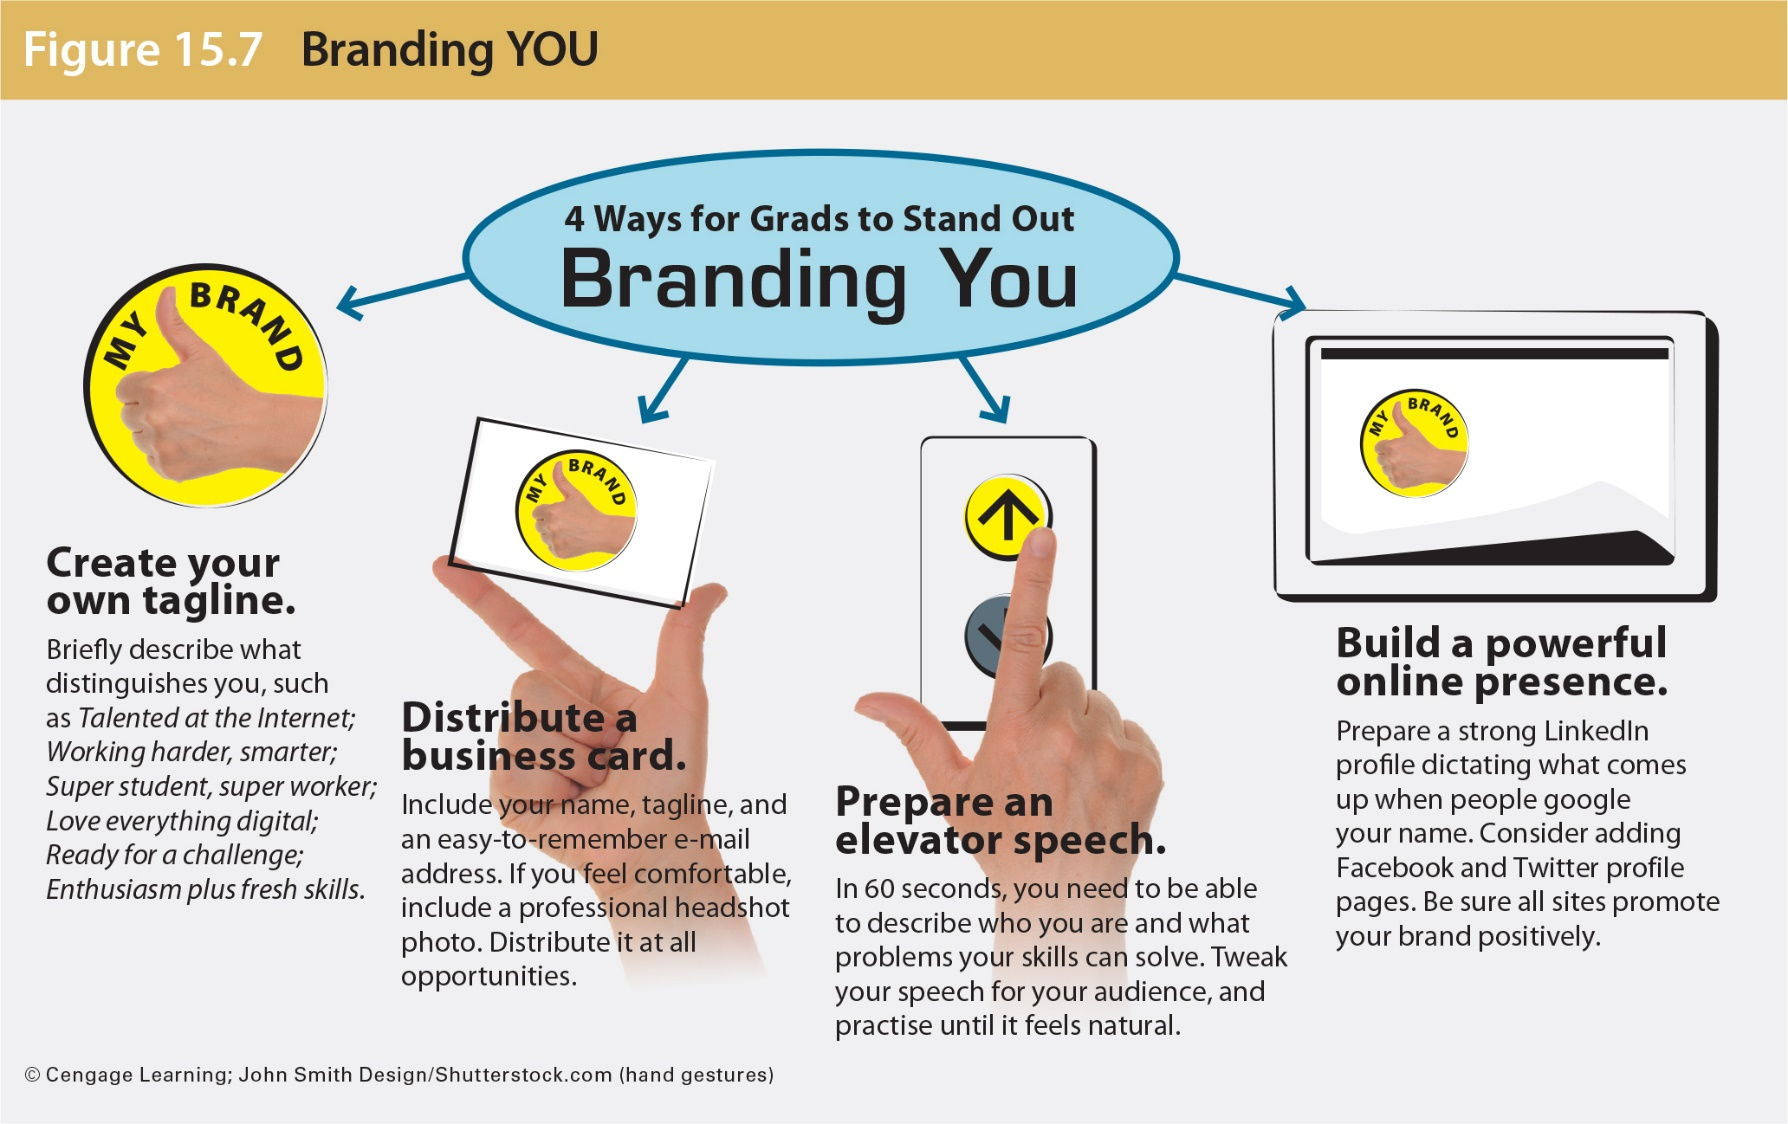 Figure 15.7 Branding YOU
4 Ways for Grads to Stand Out
Branding You
MY BRAND
Create your
own tagline.
Briefly describe what
distinguishes you, such
as Talented at the Internet;
Working harder, smarter;
Super student, super worker;
Love everything digital;
Ready for a challenge;
Enthusiasm plus fresh skills.
MY BRAND
Distribute a
business card.
Include your name, tagline, and
an easy-to-remember e-mail
address. If you feel comfortable,
include a professional headshot
photo. Distribute it at all
opportunities.
Prepare an
elevator speech.
In 60 seconds, you need to be able
to describe who you are and what
problems your skills can solve. Tweak
your speech for your audience, and
practise until it feels natural.
MY BRAND
Build a powerful
online presence.
Prepare a strong LinkedIn
profile dictating what comes
up when people google
your name. Consider adding
Facebook and Twitter profile
pages. Be sure all sites promote
your brand positively.
© Cengage Learning; John Smith Design/Shutterstock.com (hand gestures)